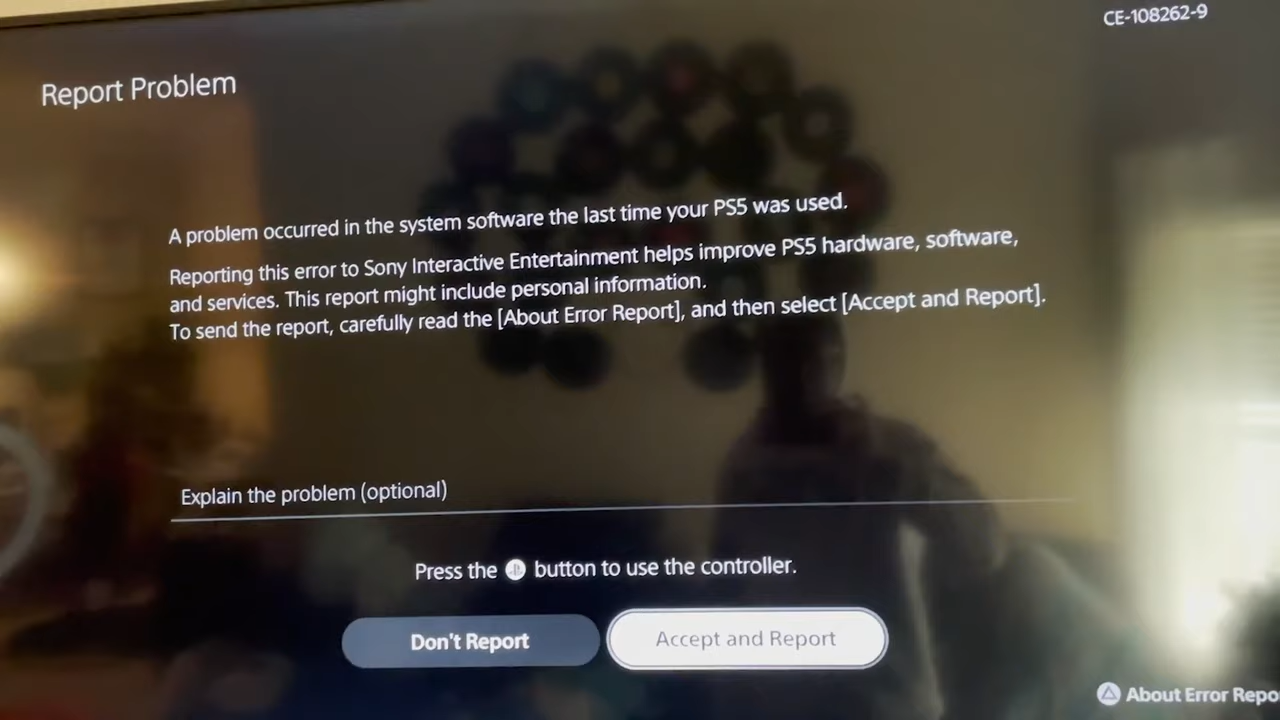 CE-108262-9
Report Problem
A problem occurred in the system software the last time your PS5 was used.
Reporting this error to Sony Interactive Entertainment helps improve PS5 hardware, software,
and services. This report might include personal information.
To send the report, carefully read the [About Error Report], and then select [Accept and Report].
Explain the problem (optional)
Press the button to use the controller.
Don't Report
Accept and Report
About Error Repo